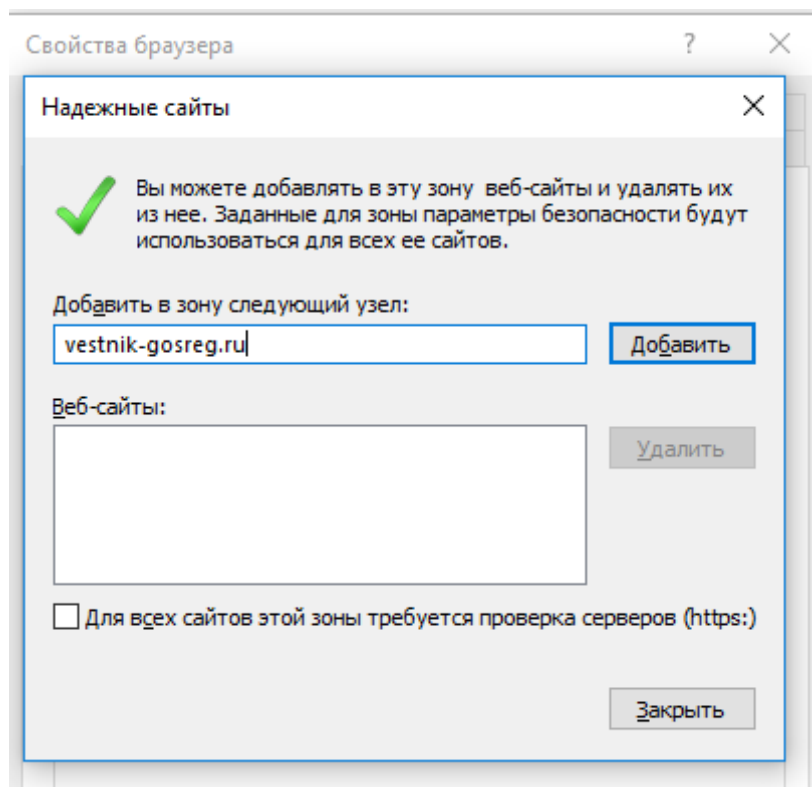 Свойства браузера ?
Надежные сайты
Вы можете добавлять в эту зону веб-сайты и удалять их
из нее. Заданные для зоны параметры безопасности будут
использоваться для всех ее сайтов.
Добавить в зону следующий узел:
vestnik-gosreg.ru Добавить
Веб-сайты:
Удалить
Для всех сайтов этой зоны требуется проверка серверов (https:)
Закрыть